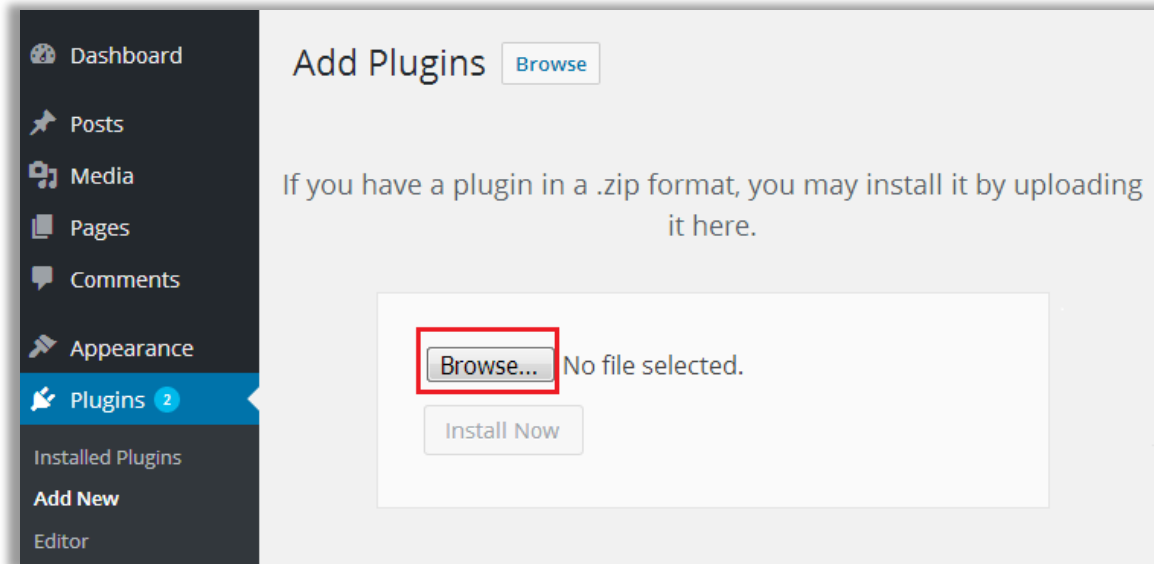 Dashboard
Posts
Media
Pages
Comments
Appearance
Plugins 2
Installed Plugins
Add New
Editor
Add Plugins Browse
If you have a plugin in a .zip format, you may install it by uploading
it here.
Browse... No file selected.
Install Now